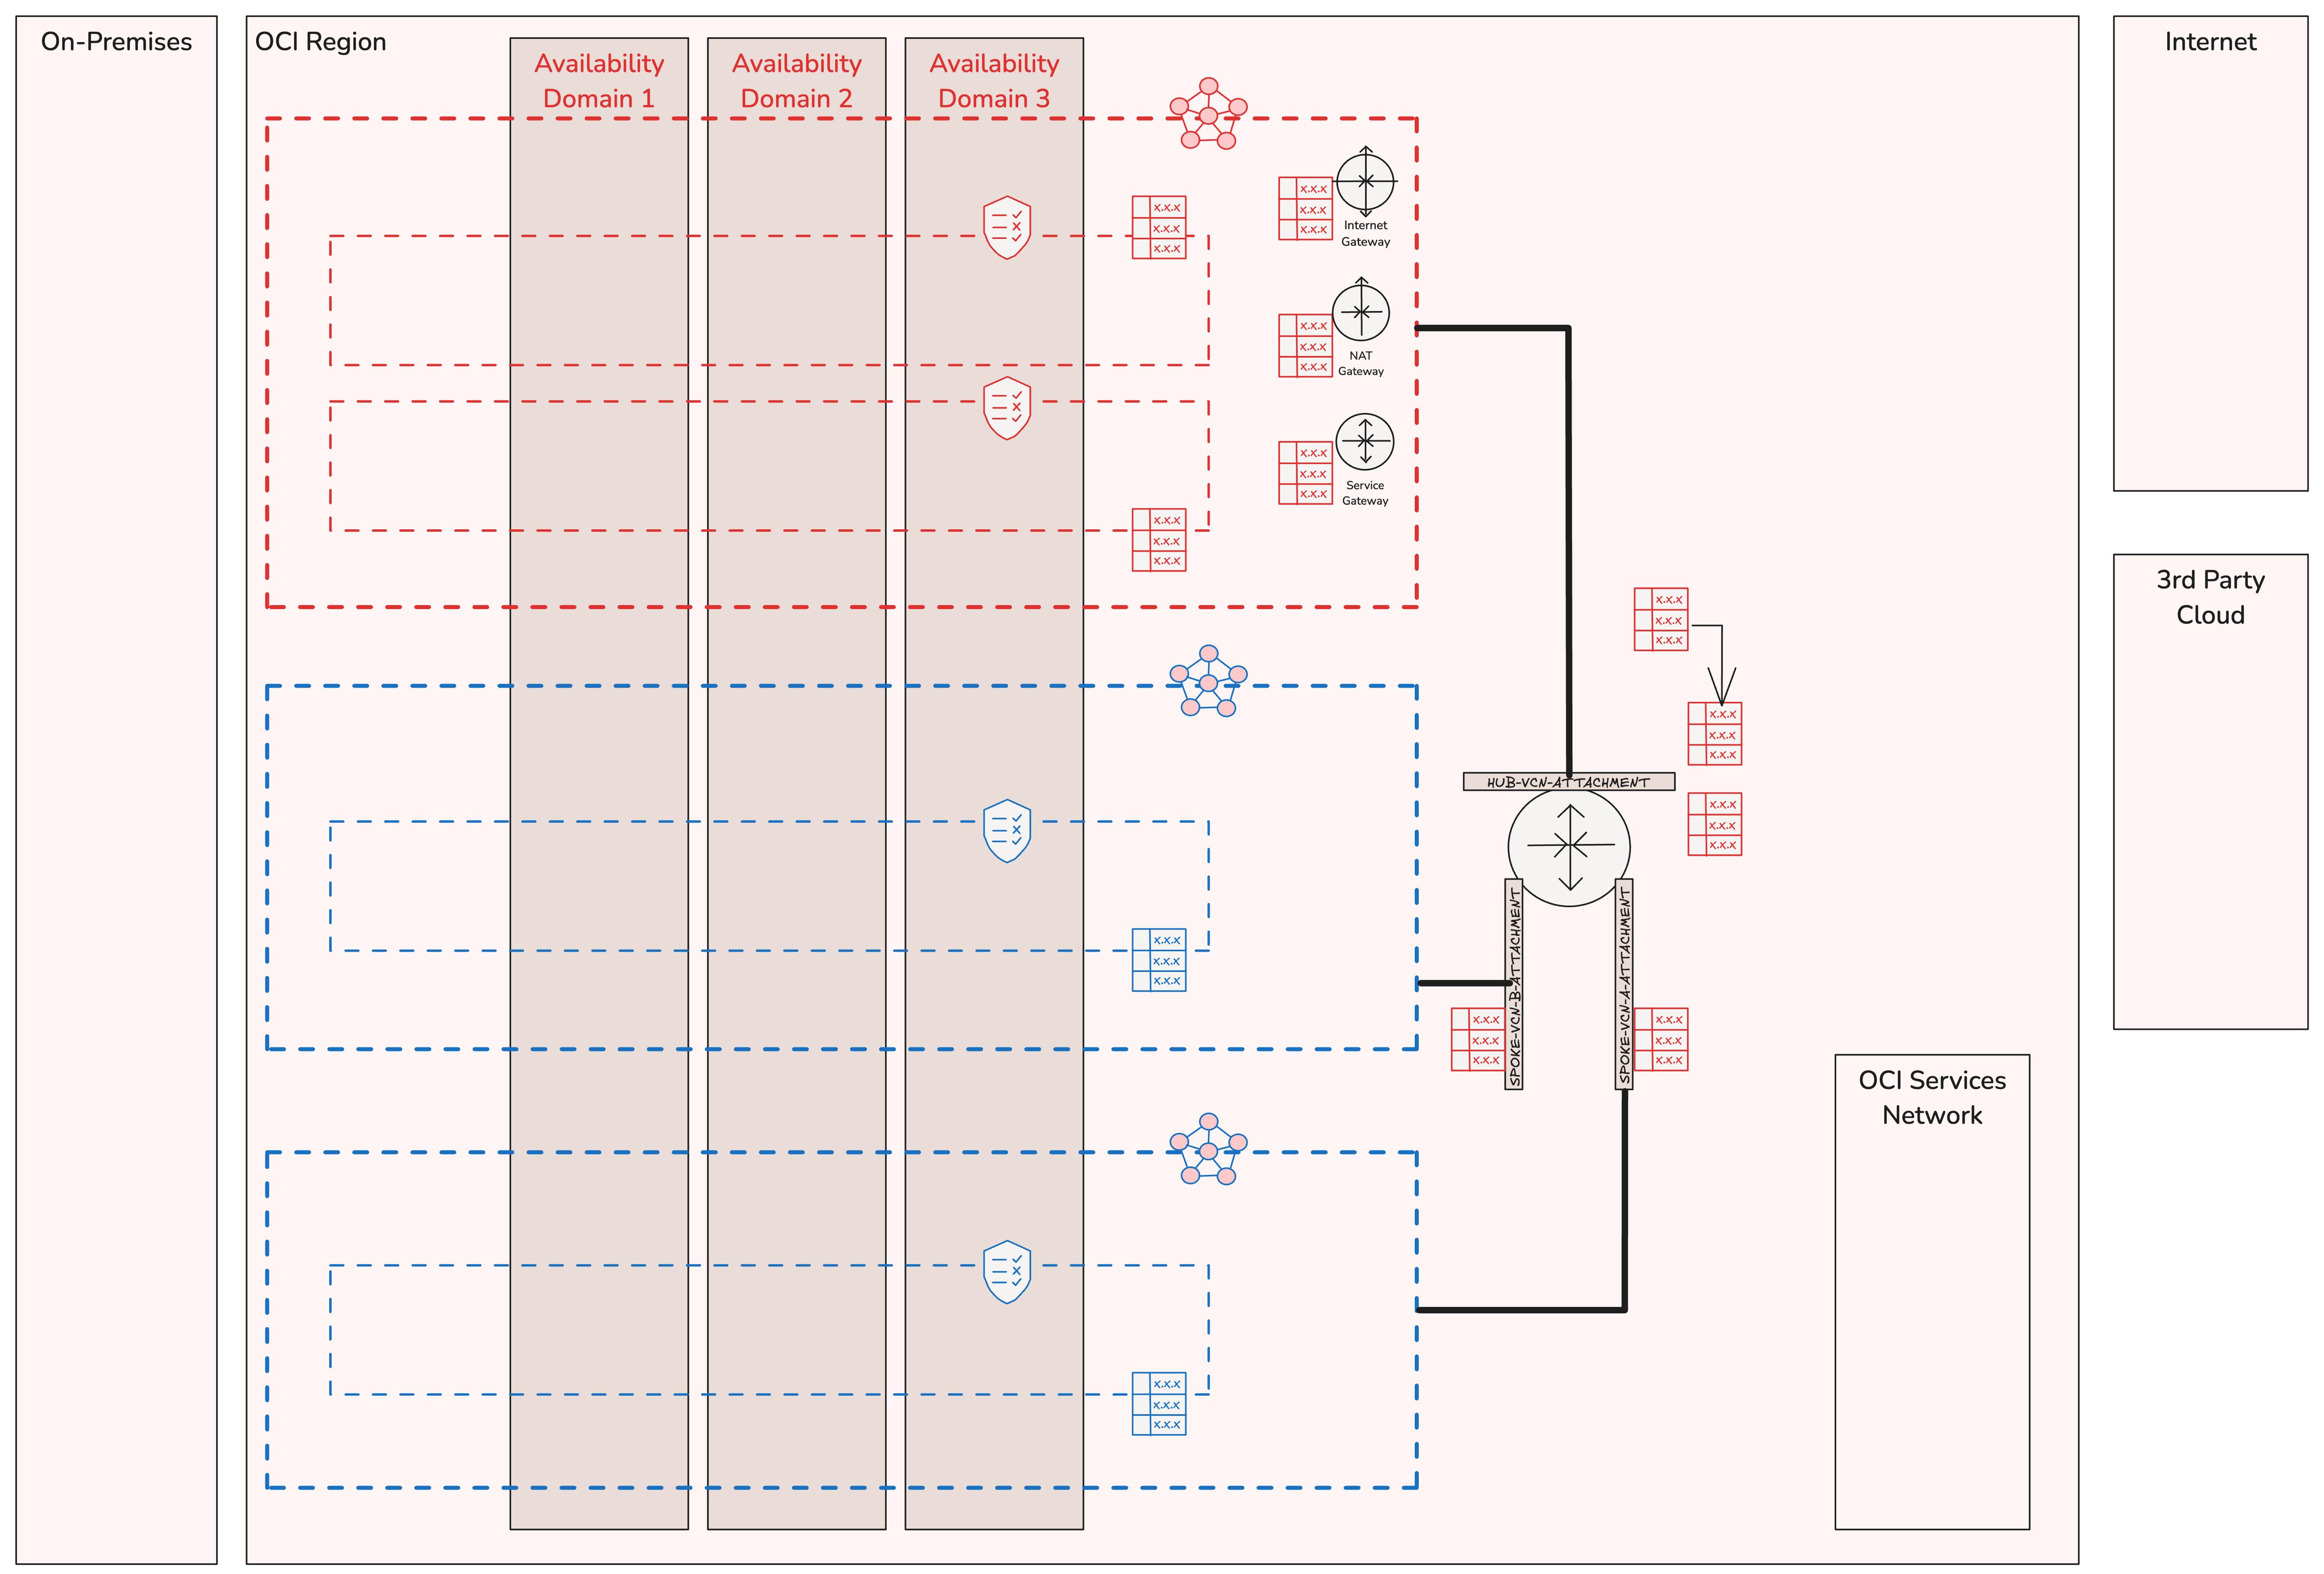 On-Premises
OCI Region
Availability
Domain 1
Availability
Domain 2
Availability
Domain 3
Internet
x.x.x
x.x.x
x.x.x
x.x.x
x.x.x
x.x.x
Internet
Gateway
x.x.x
x.x.x
x.x.x
NAT
Gateway
x.x.x
x.x.x
x.x.x
Service
Gateway
x.x.x
x.x.x
x.x.x
3rd Party
Cloud
x.x.x
x.x.x
x.x.x
x.x.x
x.x.x
x.x.x
HUB-VCN-ATTACHMENT
x.x.x
x.x.x
x.x.x
x.x.x
x.x.x
x.x.x
x.x.x
x.x.x
x.x.x
SPOKE-VCN-B-ATTACHMENT
SPOKE-VCN-A-ATTACHMENT
x.x.x
x.x.x
x.x.x
OCI Services
Network
x.x.x
x.x.x
x.x.x